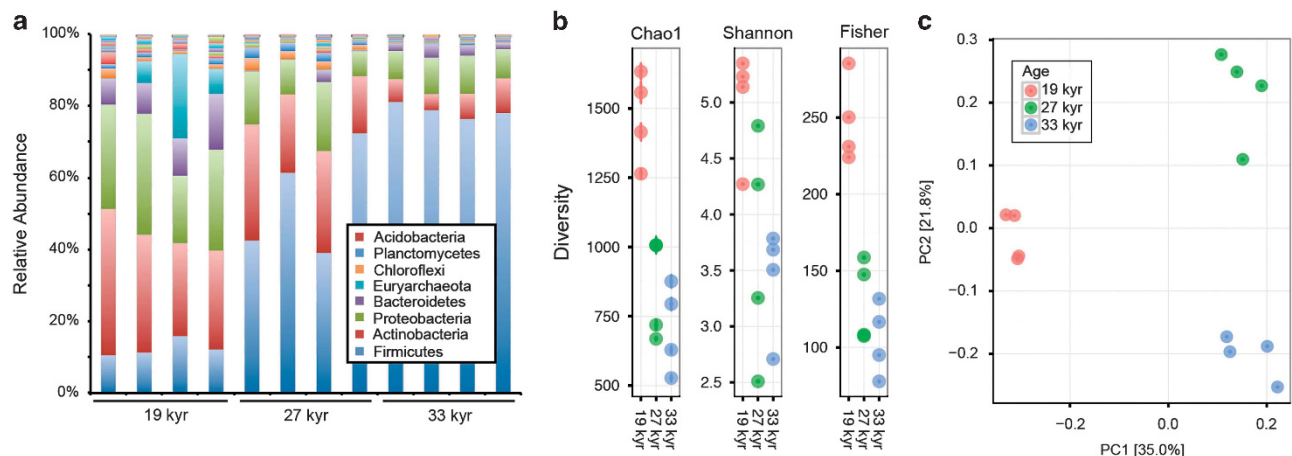 a
100%
80%
60%
40%
20%
0%
Relative Abundance
Acidobacteria
Planctomycetes
Chloroflexi
Euryarchaeota
Bacteroidetes
Proteobacteria
Actinobacteria
Firmicutes
19 kyr
27 kyr
33 kyr
b
Diversity
Chao1
1500
1250
1000
750
500
19 kyr
27 kyr
33 kyr
Shannon
5.0
4.5
4.0
3.5
3.0
2.5
19 kyr
27 kyr
33 kyr
Fisher
250
200
150
100
19 kyr
27 kyr
33 kyr
c
PC2 [21.8%]
0.3
0.2
0.1
0.0
−0.1
−0.2
Age
19 kyr
27 kyr
33 kyr
−0.2
0.0
0.2
PC1 [35.0%]